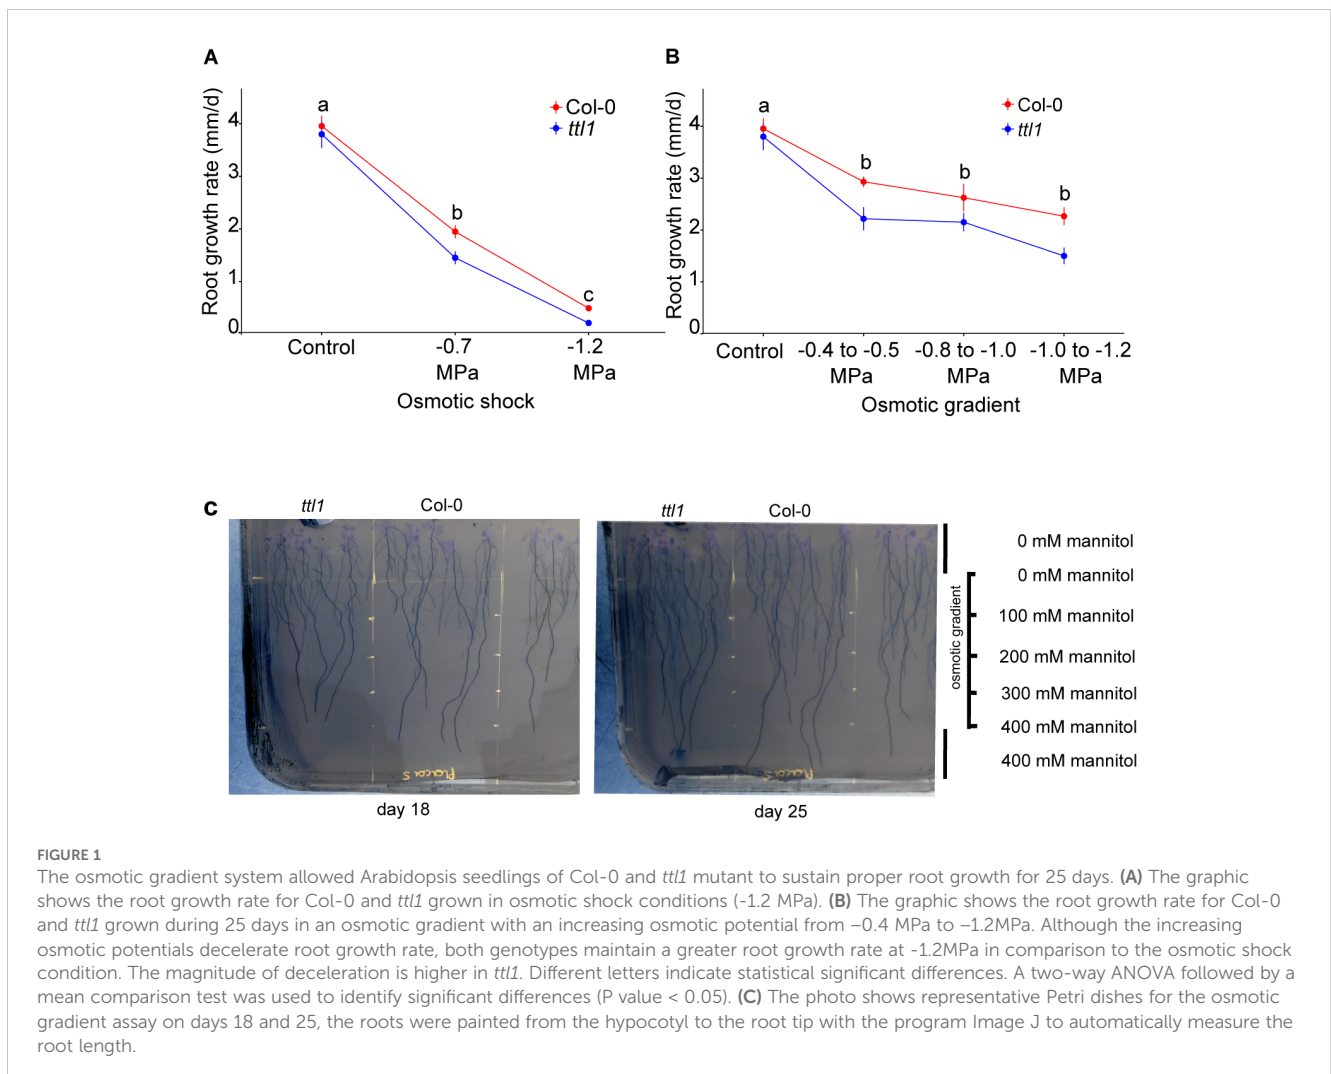 A
Root growth rate (mm/d)
4
3
2
1
0
a
b
c
Col-0
ttl1
Control
-0.7
MPa
-1.2
MPa
Osmotic shock
B
Root growth rate (mm/d)
4
3
2
1
0
a
b
b
b
Col-0
ttl1
Control
-0.4 to -0.5
MPa
-0.8 to -1.0
MPa
-1.0 to -1.2
MPa
Osmotic gradient
C
ttl1
Col-0
Placa 5
day 18
ttl1
Col-0
Placa 5
day 25
osmotic gradient
0 mM mannitol
0 mM mannitol
100 mM mannitol
200 mM mannitol
300 mM mannitol
400 mM mannitol
400 mM mannitol
FIGURE 1
The osmotic gradient system allowed Arabidopsis seedlings of Col-0 and ttl1 mutant to sustain proper root growth for 25 days. (A) The graphic
shows the root growth rate for Col-0 and ttl1 grown in osmotic shock conditions (-1.2 MPa). (B) The graphic shows the root growth rate for Col-0
and ttl1 grown during 25 days in an osmotic gradient with an increasing osmotic potential from –0.4 MPa to –1.2MPa. Although the increasing
osmotic potentials decelerate root growth rate, both genotypes maintain a greater root growth rate at -1.2MPa in comparison to the osmotic shock
condition. The magnitude of deceleration is higher in ttl1. Different letters indicate statistical significant differences. A two-way ANOVA followed by a
mean comparison test was used to identify significant differences (P value < 0.05). (C) The photo shows representative Petri dishes for the osmotic
gradient assay on days 18 and 25, the roots were painted from the hypocotyl to the root tip with the program Image J to automatically measure the
root length.